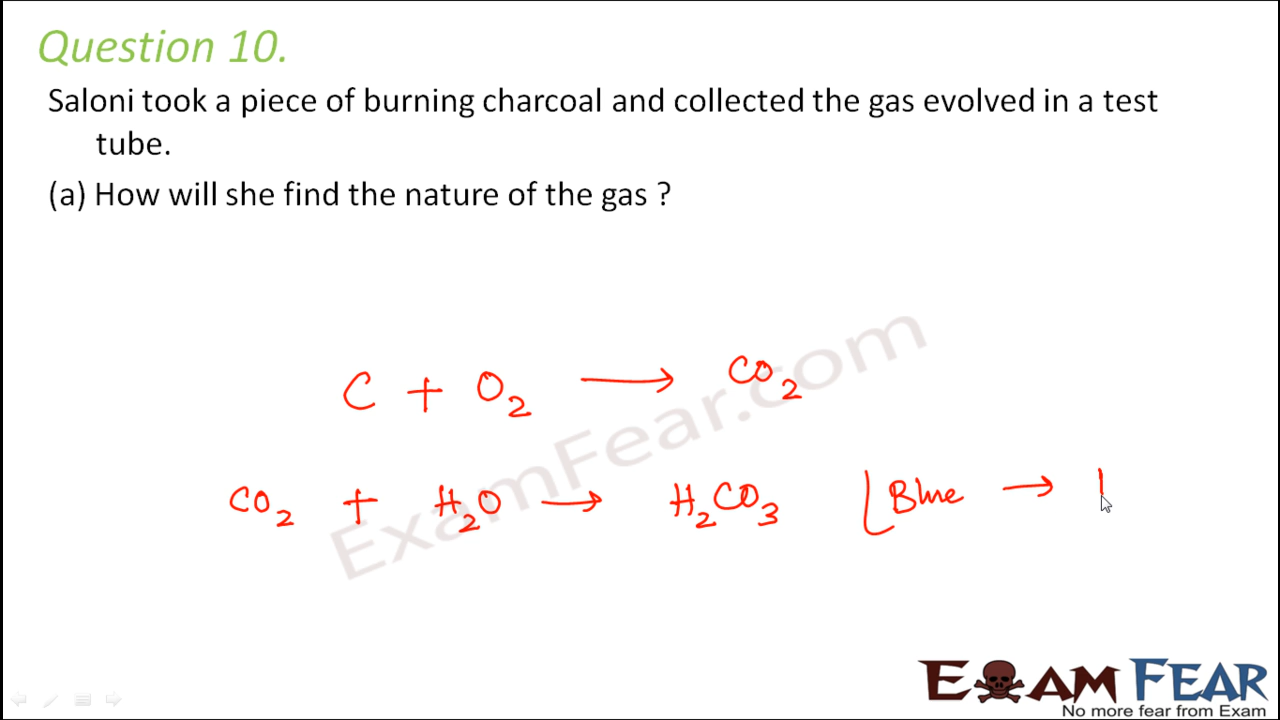 Question 10.
Saloni took a piece of burning charcoal and collected the gas evolved in a test
tube.
(a) How will she find the nature of the gas ?
C + O₂ → CO₂
CO₂ + H₂O → H₂CO₃ [Blue →
ExamFear.com
EXAM FEAR
No more fear from Exam